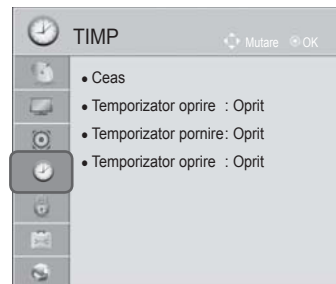 TIMP
Mutare OK
• Ceas
• Temporizator oprire : Oprit
• Temporizator pornire: Oprit
• Temporizator oprire : Oprit